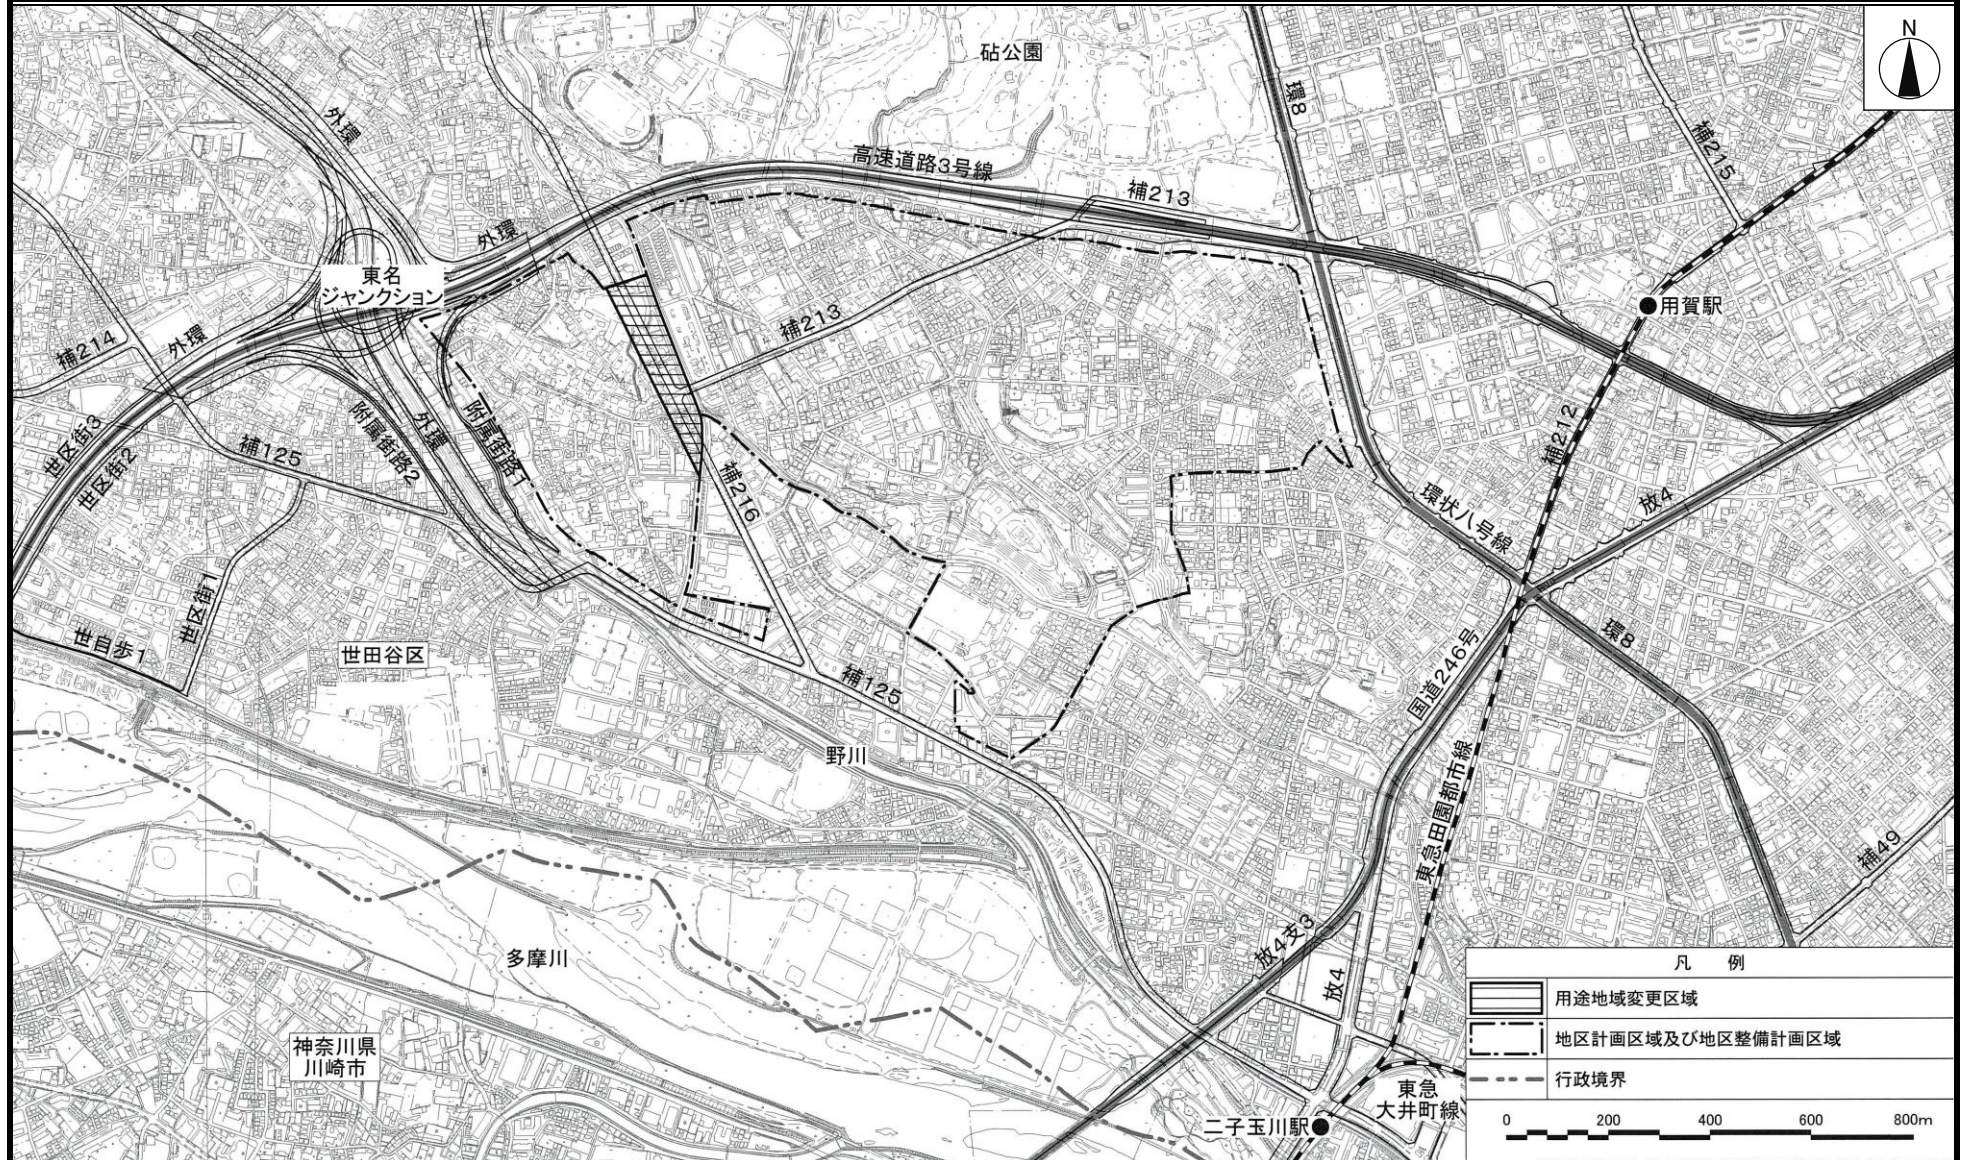 N
砧公園
外環
環8
補215
高速道路3号線
補213
外環
東名
ジャンクション
用賀駅
補213
外環
補214
附属街路1
外環
附属街路2
世区街3
世区街2
補125
補216
補212
放4
環状八号線
世区街1
世自歩1
世田谷区
環8
国道246号
補125
野川
東急田園都市線
補49
多摩川
放4支3
放4
神奈川県
川崎市
東急
大井町線
二子玉川駅
凡 例
用途地域変更区域
地区計画区域及び地区整備計画区域
行政境界
0 200 400 600 800m